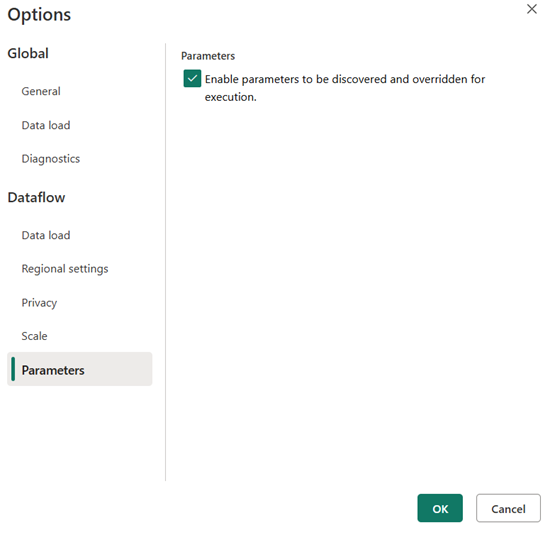 Options
Global
General
Data load
Diagnostics
Dataflow
Data load
Regional settings
Privacy
Scale
Parameters
Parameters
Enable parameters to be discovered and overridden for
execution.
OK
Cancel